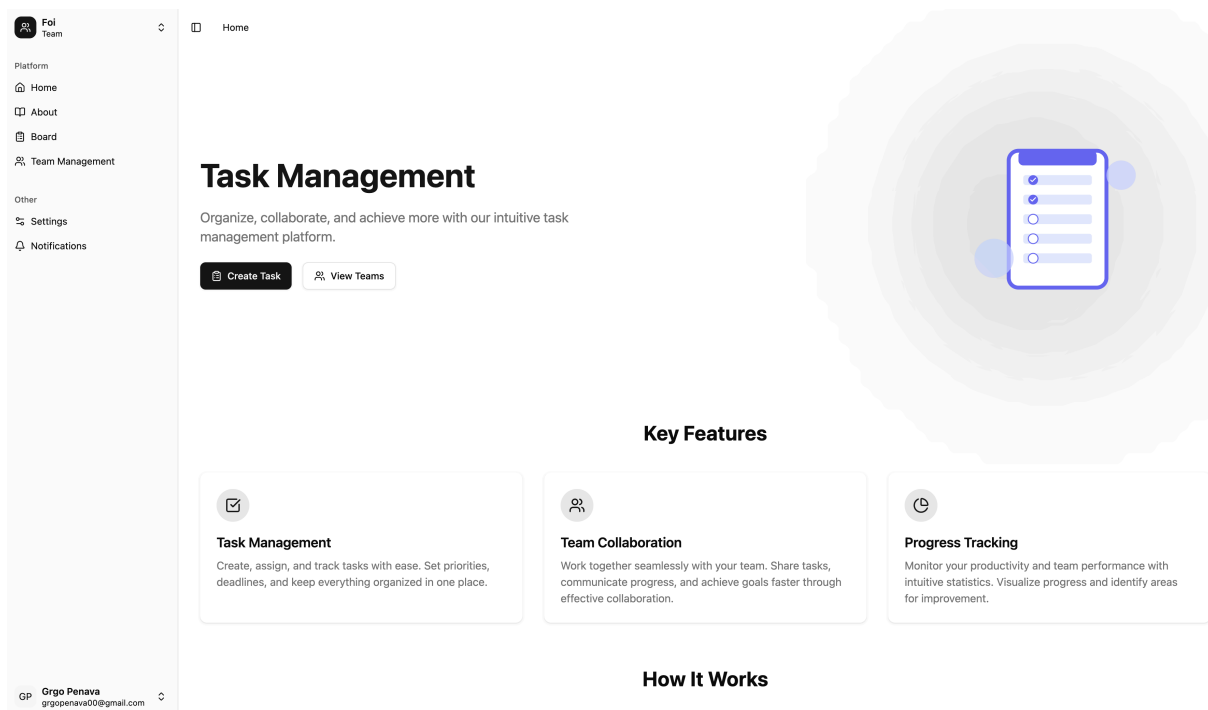 Foi
Team
Platform
Home
About
Board
Team Management
Other
Settings
Notifications
GP
Grgo Penava
grgopenava00@gmail.com
Home
Task Management
Organize, collaborate, and achieve more with our intuitive task
management platform.
Create Task
View Teams
Key Features
Task Management
Create, assign, and track tasks with ease. Set priorities,
deadlines, and keep everything organized in one place.
Team Collaboration
Work together seamlessly with your team. Share tasks,
communicate progress, and achieve goals faster through
effective collaboration.
Progress Tracking
Monitor your productivity and team performance with
intuitive statistics. Visualize progress and identify areas
for improvement.
How It Works